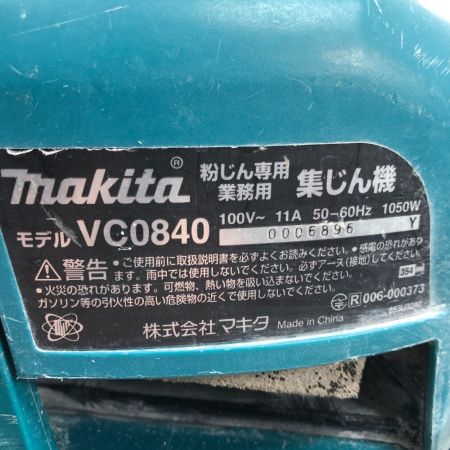 makita®
粉じん専用
業務用
集じん機
モデル VC0840
100V～ 11A 50-60Hz 1050W
0006896 Y
警告
●ご使用前に取扱説明書を必ずよくお読みください。●感電の恐れがあり
ます。雨中では使用しないでください。必ずアース(接地)してください。
●火災の恐れがあります。可燃物、熱い物を吸い込まないでください。
ガソリン等の引火性の高い危険物の近くで使用しないでください。
R 006-000373
株式会社 マキタ Made in China